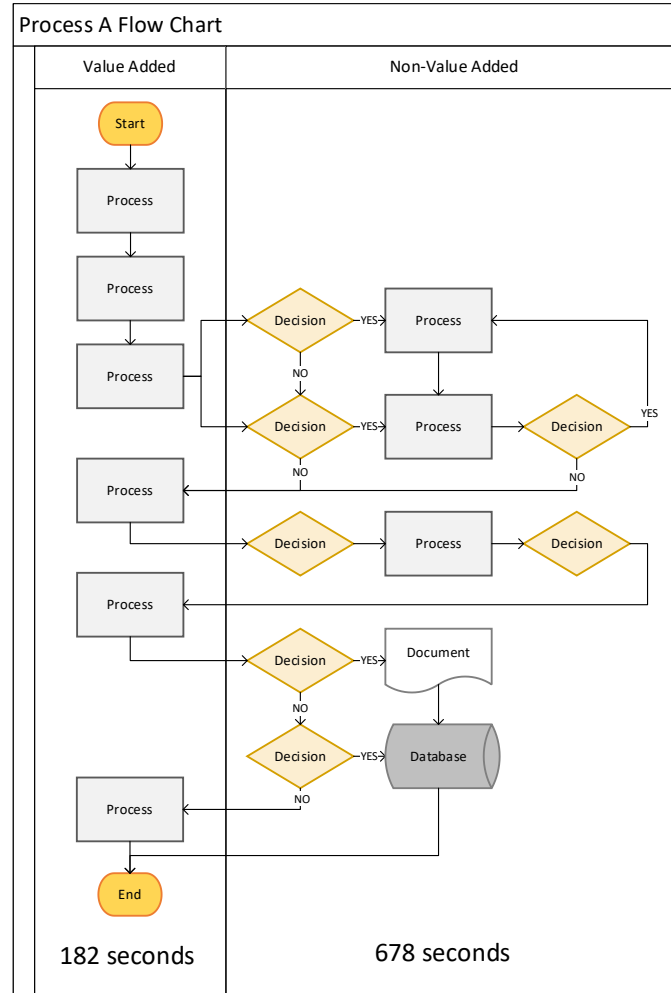 Process A Flow Chart
Value Added
Non-Value Added
Start
Process
Process
Decision
YES
Process
Process
NO
YES
Decision
YES
Process
Decision
NO
NO
Process
Decision
Process
Decision
Process
Decision
YES
Document
NO
Decision
YES
Database
NO
Process
End
182 seconds
678 seconds